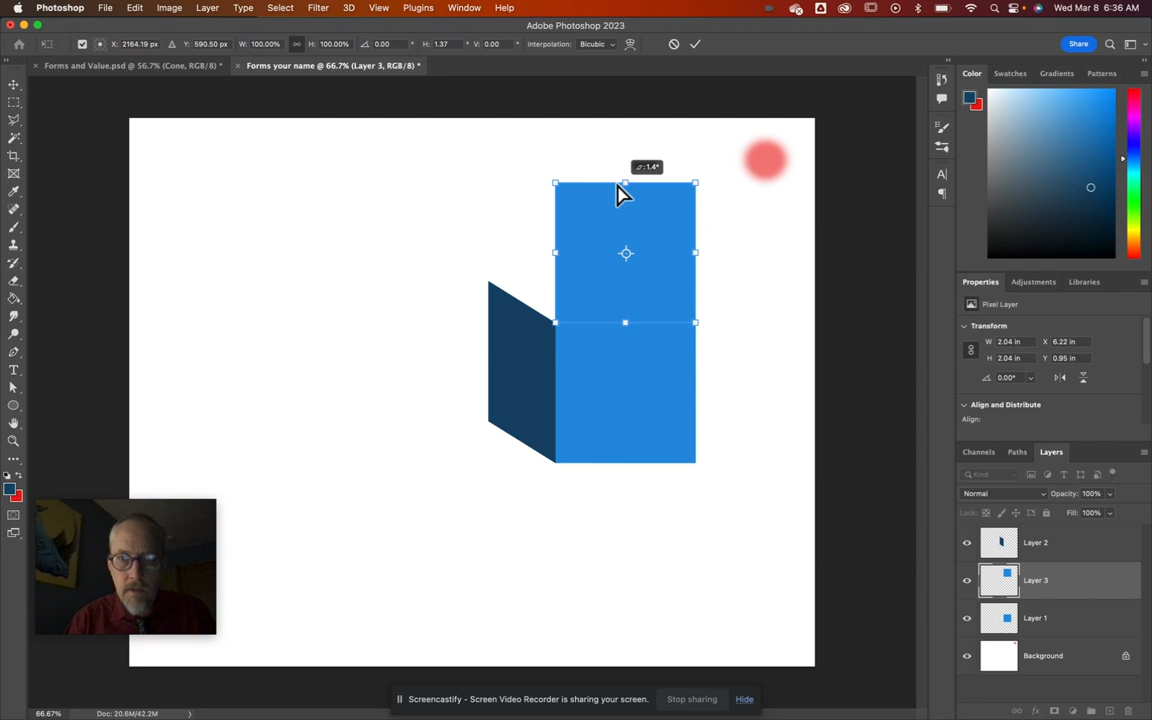 Photoshop File Edit Image Layer Type Select Filter 3D View Plugins Window Help Wed Mar 8 6:36 AM
Adobe Photoshop 2023
X: 2164.19 px Y: 590.50 px W: 100.00% H: 100.00% 0.00 ° H: 1.37 ° V: 0.00 ° Interpolation: Bicubic Share
× Forms and Value.psd @ 56.7% (Cone, RGB/8) * × Forms your name @ 66.7% (Layer 3, RGB/8) *
Color Swatches Gradients Patterns
: 1.4°
Properties Adjustments Libraries
Pixel Layer
Transform
W 2.04 in X 6.22 in
H 2.04 in Y 0.95 in
0.00°
Align and Distribute
Align:
Channels Paths Layers
Kind
Normal Opacity: 100%
Lock: Fill: 100%
Layer 2
Layer 3
Layer 1
Background
Screencastify - Screen Video Recorder is sharing your screen. Stop sharing Hide
66.67% Doc: 20.6M/42.2M